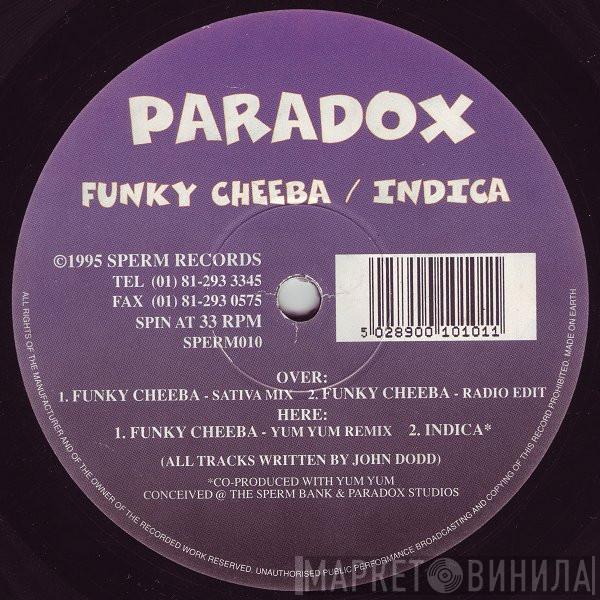 PARADOX
FUNKY CHEEBA / INDICA
©1995 SPERM RECORDS
TEL (01) 81-293 3345
FAX (01) 81-293 0575
SPIN AT 33 RPM
SPERM010
5 028900 101011
OVER:
1. FUNKY CHEEBA - SATIVA MIX 2. FUNKY CHEEBA - RADIO EDIT
HERE:
1. FUNKY CHEEBA - YUM YUM REMIX 2. INDICA*
(ALL TRACKS WRITTEN BY JOHN DODD)
*CO-PRODUCED WITH YUM YUM
CONCEIVED @ THE SPERM BANK & PARADOX STUDIOS
ALL RIGHTS OF THE MANUFACTURER AND OF THE OWNER OF THE RECORDED WORK RESERVED. UNAUTHORISED PUBLIC PERFORMANCE BROADCASTING AND COPYING OF THIS RECORD PROHIBITED. MADE ON EARTH
МАРКЕТ ВИНИЛА